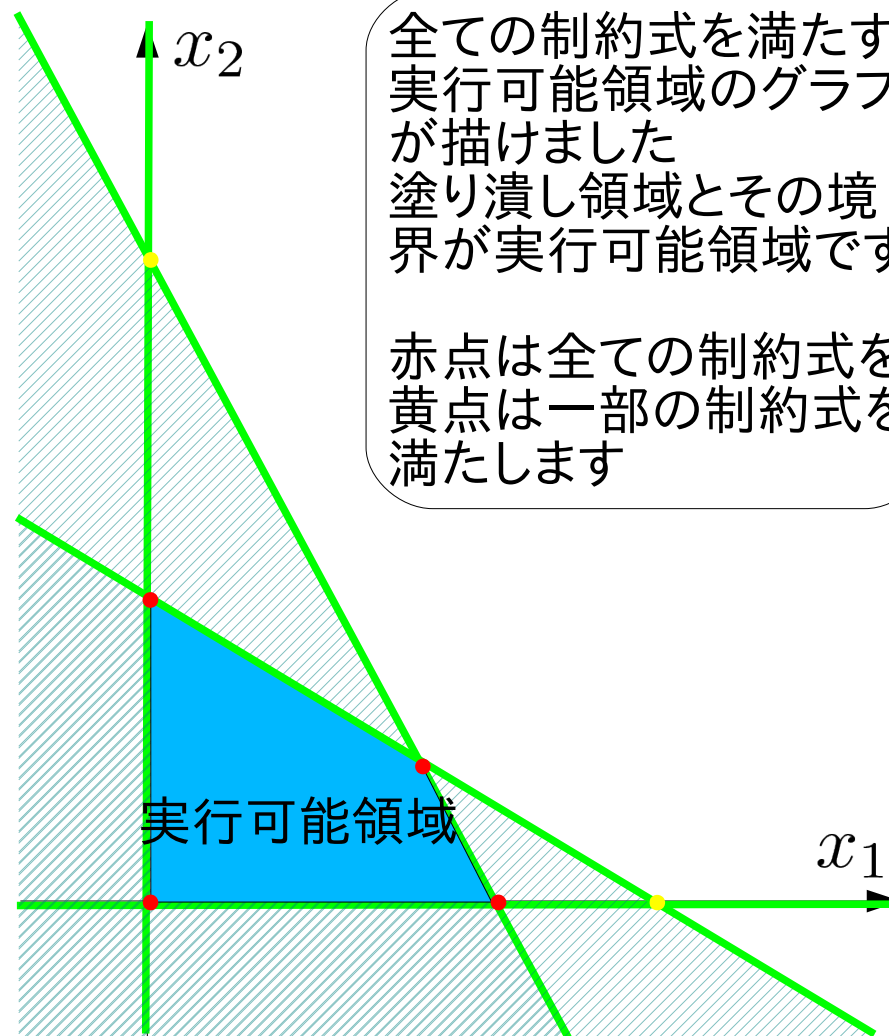 x₂
全ての制約式を満たす
実行可能領域のグラフ
が描けました
塗り潰し領域とその境
界が実行可能領域です
赤点は全ての制約式を
黄点は一部の制約式を
満たします
実行可能領域
x₁